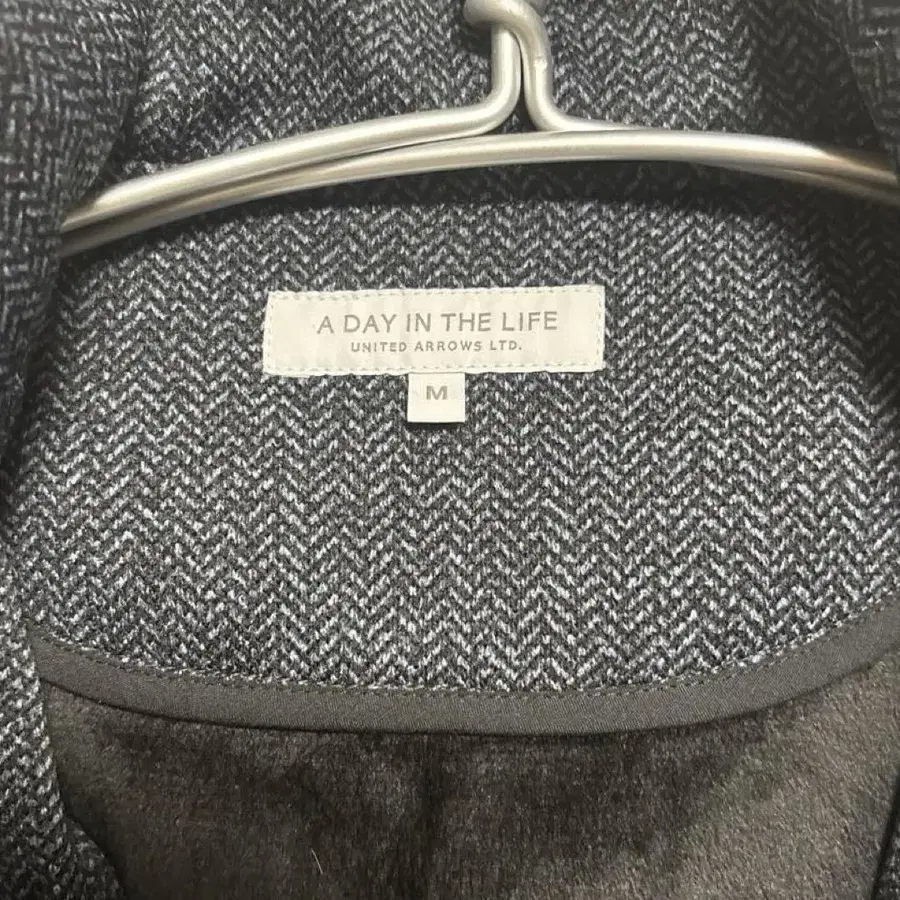 A DAY IN THE LIFE
UNITED ARROWS LTD.
M